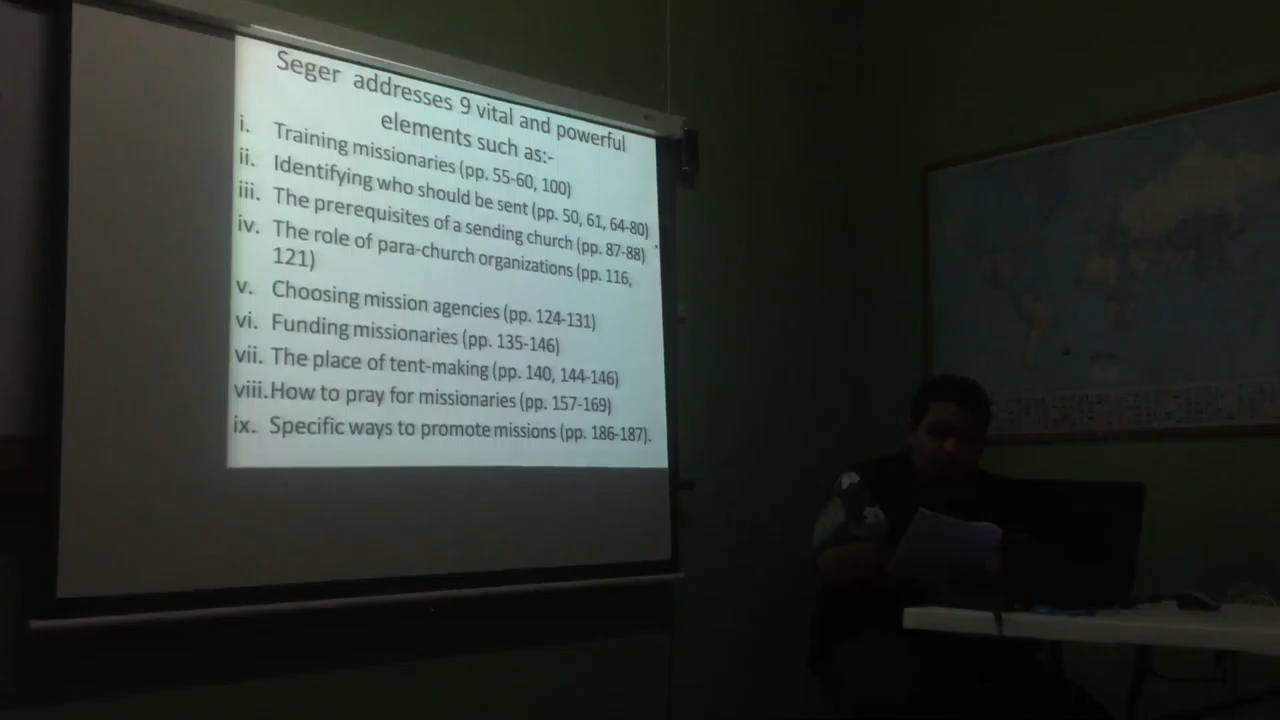 Seger addresses 9 vital and powerful
elements such as:-
i. Training missionaries (pp. 55-60, 100)
ii. Identifying who should be sent (pp. 50, 61, 64-80)
iii. The prerequisites of a sending church (pp. 87-88)
iv. The role of para-church organizations (pp. 116,
121)
v. Choosing mission agencies (pp. 124-131)
vi. Funding missionaries (pp. 135-146)
vii. The place of tent-making (pp. 140, 144-146)
viii. How to pray for missionaries (pp. 157-169)
ix. Specific ways to promote missions (pp. 186-187).